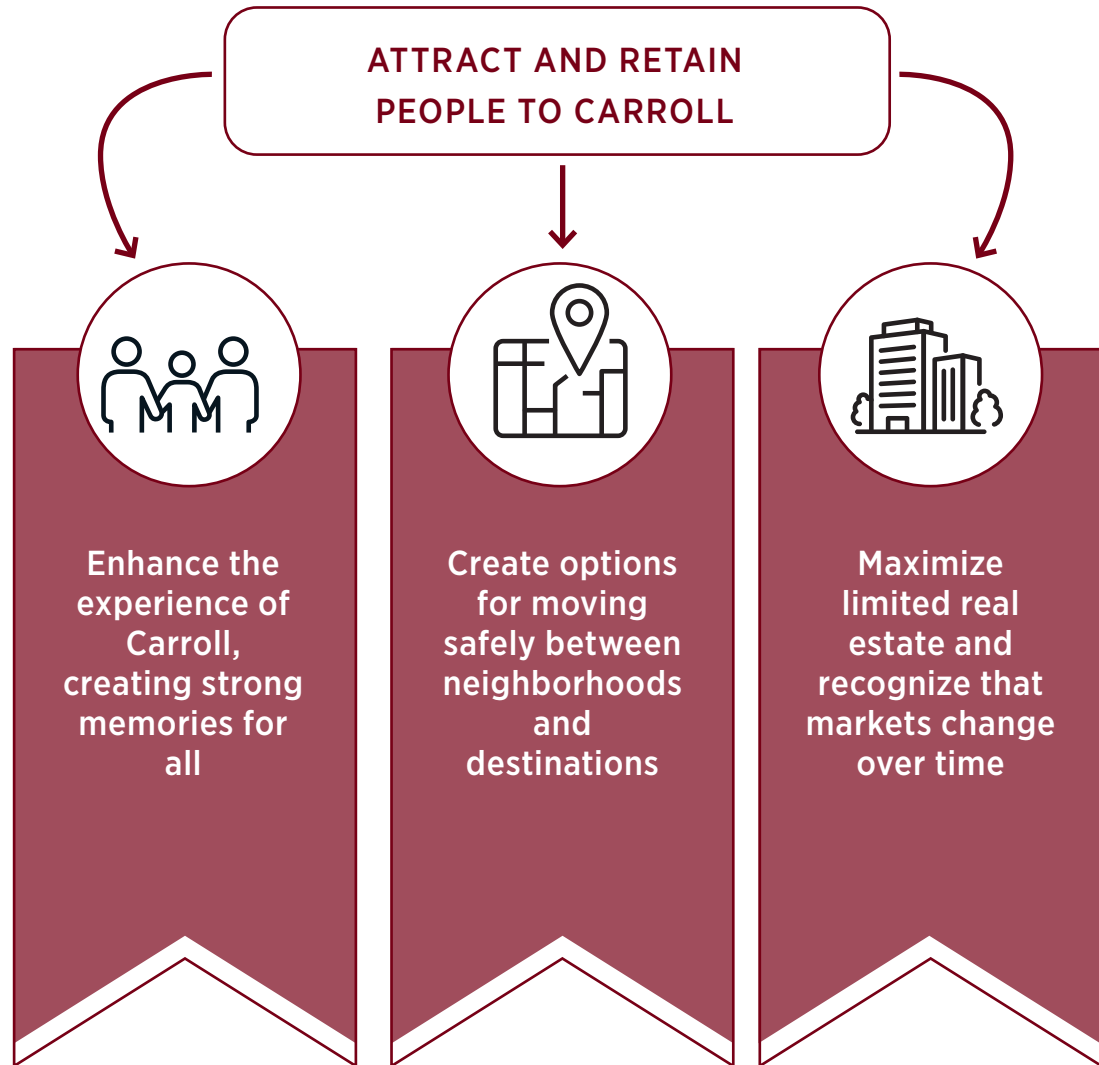 ATTRACT AND RETAIN
PEOPLE TO CARROLL
Enhance the
experience of
Carroll,
creating strong
memories for
all
Create options
for moving
safely between
neighborhoods
and
destinations
Maximize
limited real
estate and
recognize that
markets change
over time